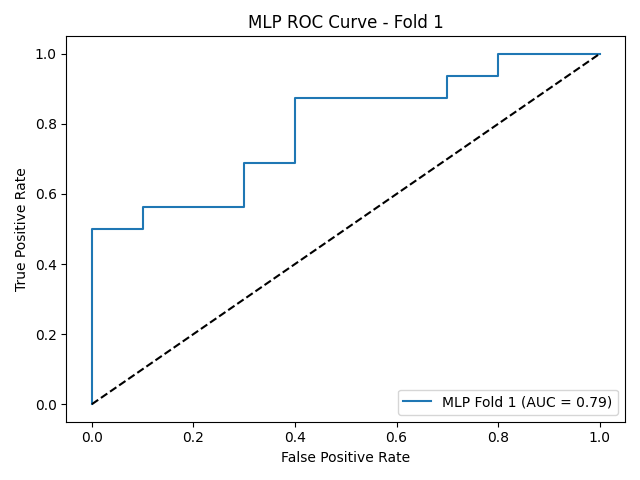 MLP ROC Curve - Fold 1
True Positive Rate
1.0
0.8
0.6
0.4
0.2
0.0
MLP Fold 1 (AUC = 0.79)
0.0 0.2 0.4 0.6 0.8 1.0
False Positive Rate